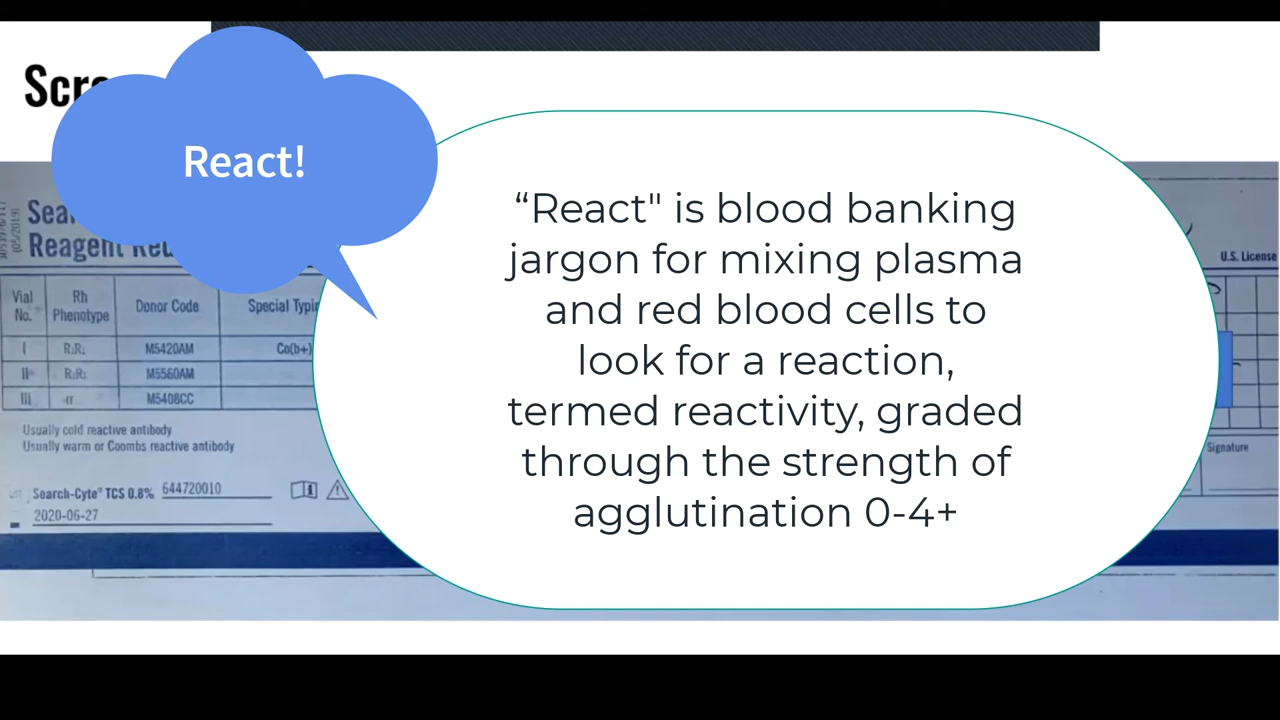 React!
“React" is blood banking
jargon for mixing plasma
and red blood cells to
look for a reaction,
termed reactivity, graded
through the strength of
agglutination 0-4+
Reagent
U.S. License
Vial No.
Rh Phenotype
Donor Code
Special
I R₁R₁ M5420AM Co(b+)
II R₂R₂ M5560AM
III rr M5408CC
Usually cold reactive antibody
Usually warm or Coombs reactive antibody
Signature
Search-Cyte® TCS 0.8% 644720010
2020-06-27